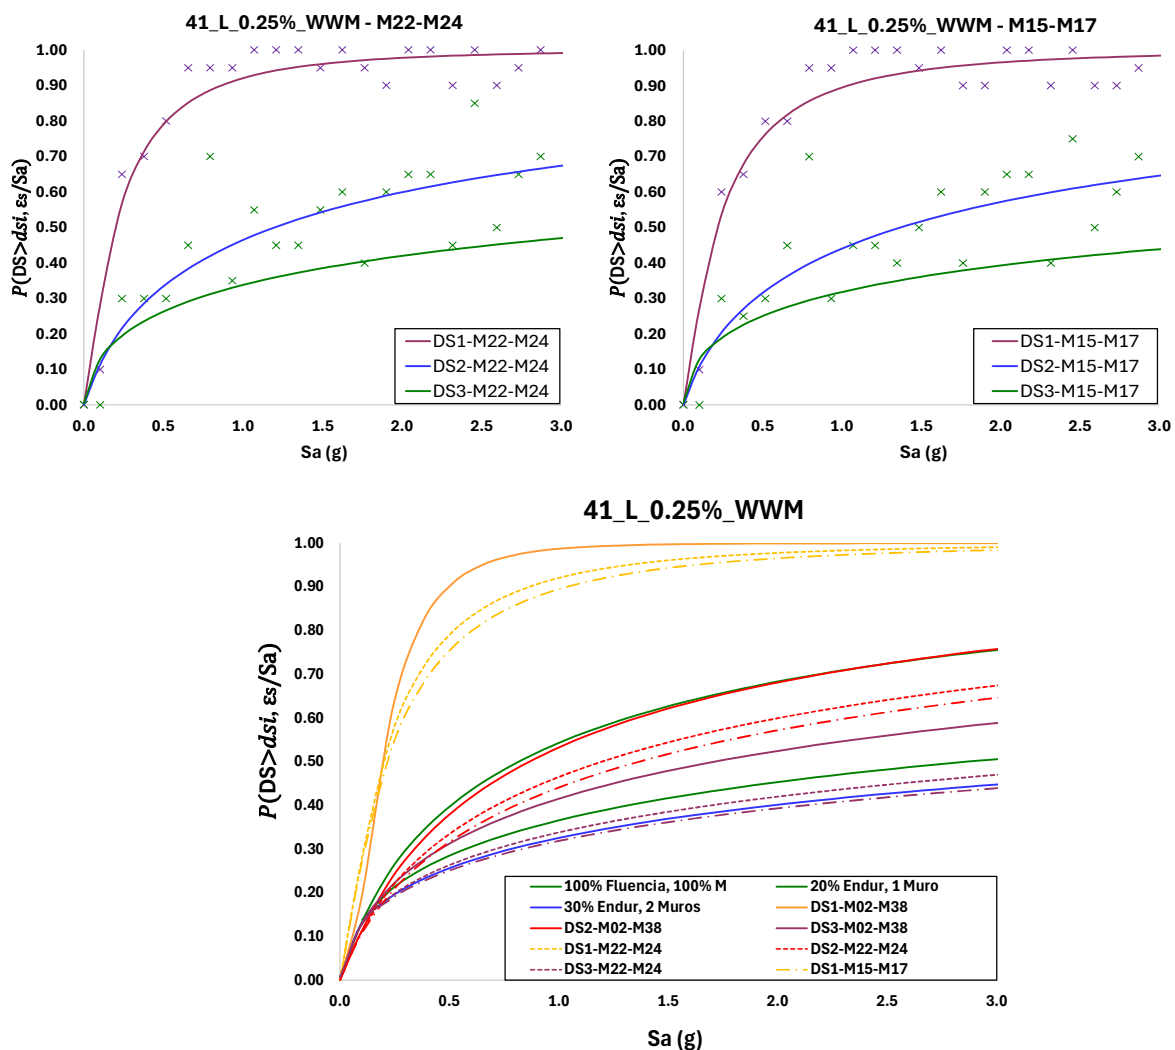 41_L_0.25%_WWM - M22-M24
1.00
0.90
0.80
0.70
0.60
0.50
0.40
0.30
0.20
0.10
0.00
P(DS>dsi, εs/Sa)
0.0 0.5 1.0 1.5 2.0 2.5 3.0
Sa (g)
DS1-M22-M24
DS2-M22-M24
DS3-M22-M24
41_L_0.25%_WWM - M15-M17
1.00
0.90
0.80
0.70
0.60
0.50
0.40
0.30
0.20
0.10
0.00
P(DS>dsi, εs/Sa)
0.0 0.5 1.0 1.5 2.0 2.5 3.0
Sa (g)
DS1-M15-M17
DS2-M15-M17
DS3-M15-M17
41_L_0.25%_WWM
1.00
0.90
0.80
0.70
0.60
0.50
0.40
0.30
0.20
0.10
0.00
P(DS>dsi, εs/Sa)
0.0 0.5 1.0 1.5 2.0 2.5 3.0
Sa (g)
100% Fluencia, 100% M 20% Endur, 1 Muro
30% Endur, 2 Muros DS1-M02-M38
DS2-M02-M38 DS3-M02-M38
DS1-M22-M24 DS2-M22-M24
DS3-M22-M24 DS1-M15-M17